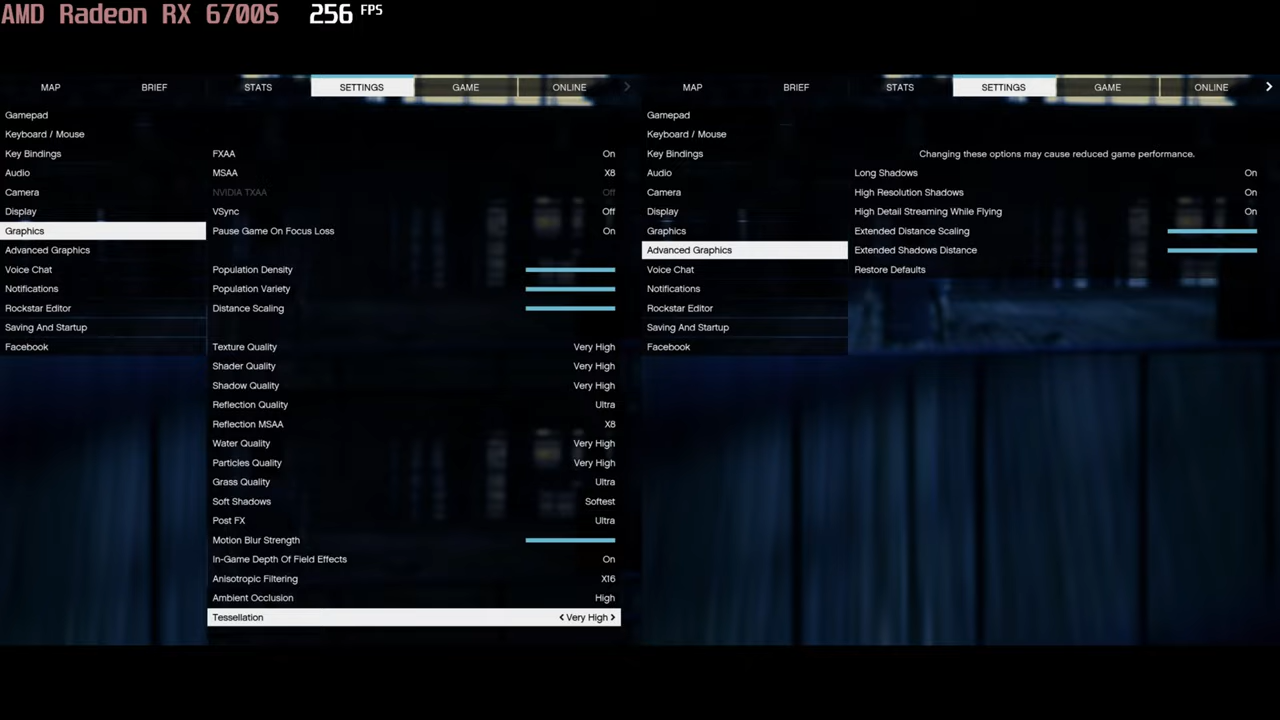 AMD Radeon RX 6700S 256 FPS
MAP BRIEF STATS SETTINGS GAME ONLINE
Gamepad
Keyboard / Mouse
Key Bindings
Audio
Camera
Display
Graphics
Advanced Graphics
Voice Chat
Notifications
Rockstar Editor
Saving And Startup
Facebook
FXAA On
MSAA X8
NVIDIA TXAA Off
VSync Off
Pause Game On Focus Loss On
Population Density
Population Variety
Distance Scaling
Texture Quality Very High
Shader Quality Very High
Shadow Quality Very High
Reflection Quality Ultra
Reflection MSAA X8
Water Quality Very High
Particles Quality Very High
Grass Quality Ultra
Soft Shadows Softest
Post FX Ultra
Motion Blur Strength
In-Game Depth Of Field Effects On
Anisotropic Filtering X16
Ambient Occlusion High
Tessellation Very High
MAP BRIEF STATS SETTINGS GAME ONLINE
Gamepad
Keyboard / Mouse
Key Bindings
Audio
Camera
Display
Graphics
Advanced Graphics
Voice Chat
Notifications
Rockstar Editor
Saving And Startup
Facebook
Changing these options may cause reduced game performance.
Long Shadows On
High Resolution Shadows On
High Detail Streaming While Flying On
Extended Distance Scaling
Extended Shadows Distance
Restore Defaults